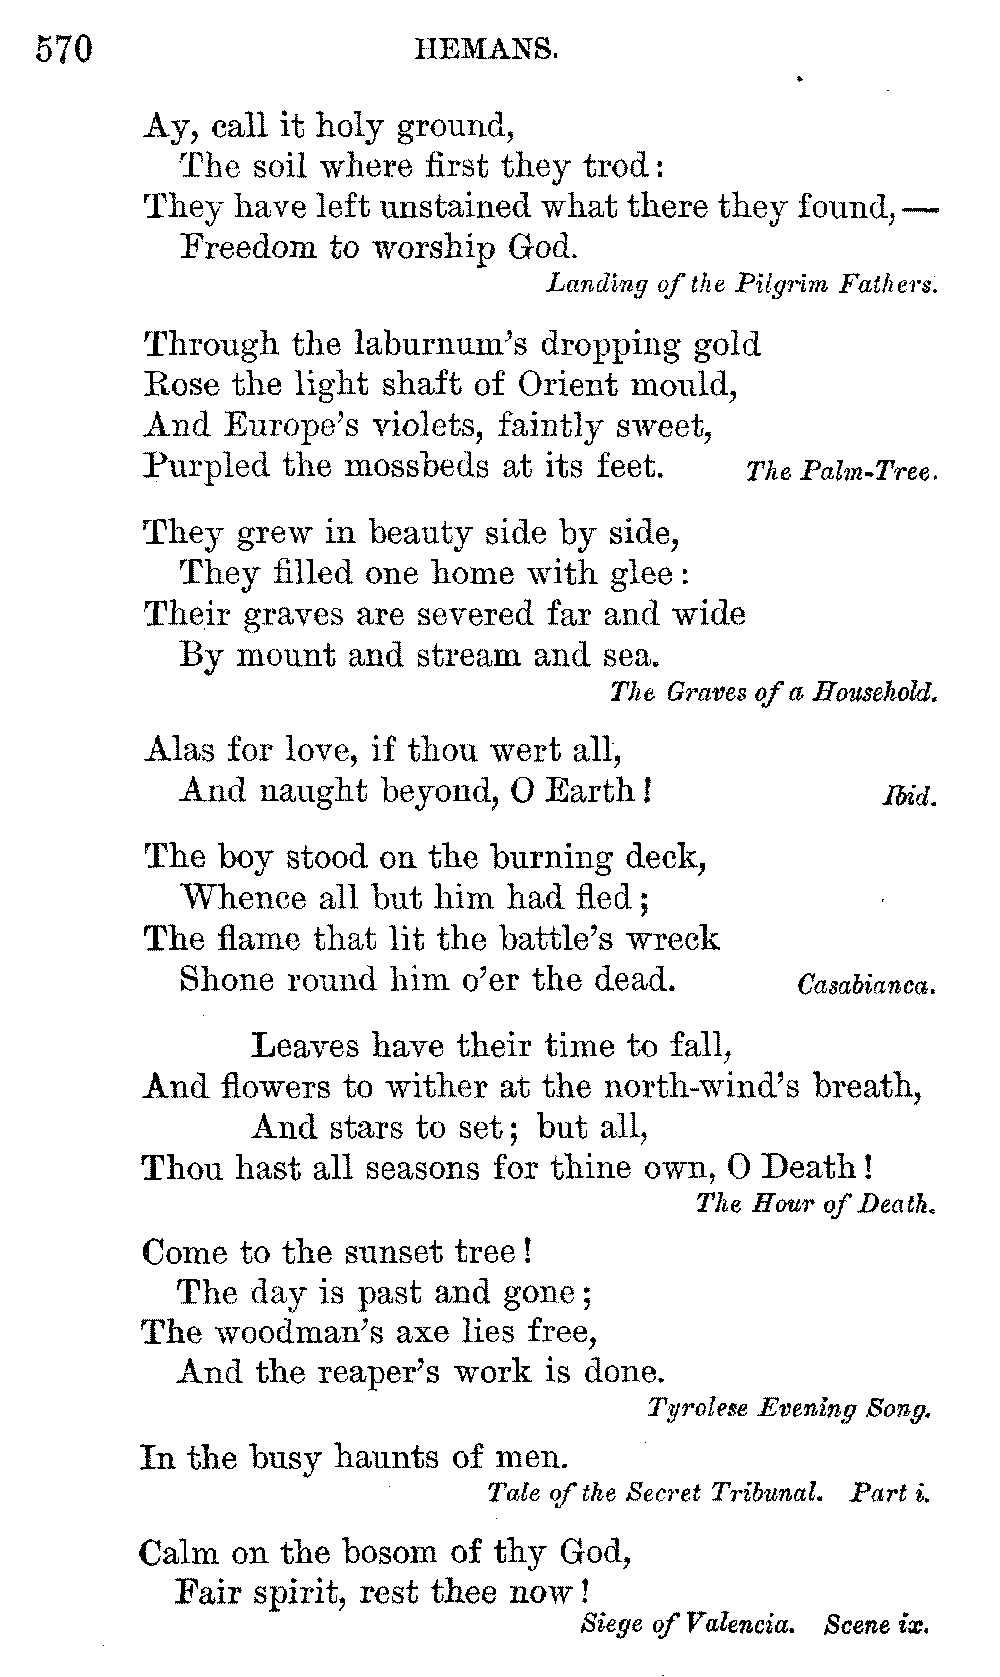 570 HEMANS.
Ay, call it holy ground,
The soil where first they trod:
They have left unstained what there they found,—
Freedom to worship God.
Landing of the Pilgrim Fathers.
Through the laburnum's dropping gold
Rose the light shaft of Orient mould,
And Europe's violets, faintly sweet,
Purpled the mossbeds at its feet. The Palm-Tree.
They grew in beauty side by side,
They filled one home with glee:
Their graves are severed far and wide
By mount and stream and sea.
The Graves of a Household.
Alas for love, if thou wert all,
And naught beyond, O Earth! Ibid.
The boy stood on the burning deck,
Whence all but him had fled;
The flame that lit the battle's wreck
Shone round him o'er the dead. Casabianca.
Leaves have their time to fall,
And flowers to wither at the north-wind's breath,
And stars to set; but all,
Thou hast all seasons for thine own, O Death!
The Hour of Death.
Come to the sunset tree!
The day is past and gone;
The woodman's axe lies free,
And the reaper's work is done.
Tyrolese Evening Song.
In the busy haunts of men.
Tale of the Secret Tribunal. Part i.
Calm on the bosom of thy God,
Fair spirit, rest thee now!
Siege of Valencia. Scene ix.